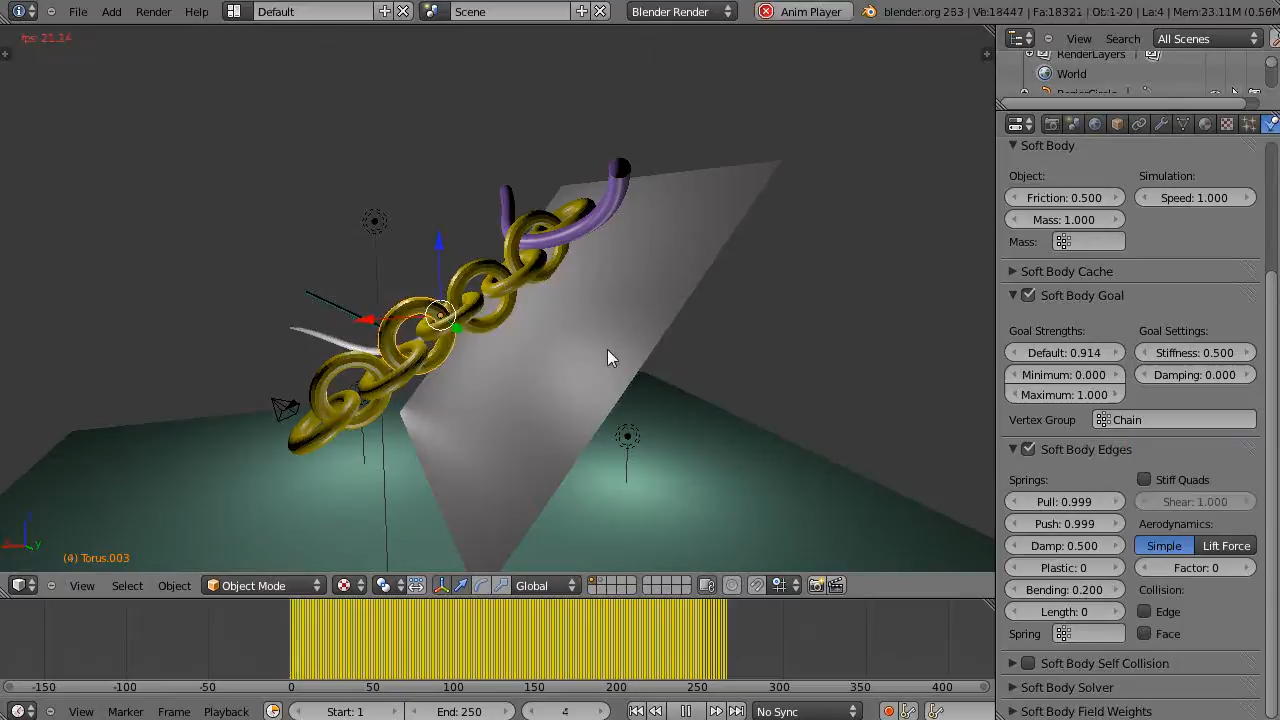 File Add Render Help Default Scene Blender Render Anim Player blender.org 263 | Ve:18447 | Fa:18321 | Ob:1-20 | La:4 | Mem:23.11M (0.56M
fps: 21.14
View Search All Scenes
RenderLayers
World
BezierCircle
Soft Body
Object: Simulation:
Friction: 0.500 Speed: 1.000
Mass: 1.000
Mass:
Soft Body Cache
Soft Body Goal
Goal Strengths: Goal Settings:
Default: 0.914 Stiffness: 0.500
Minimum: 0.000 Damping: 0.000
Maximum: 1.000
Vertex Group Chain
Soft Body Edges
Springs: Stiff Quads
Pull: 0.999 Shear: 1.000
Push: 0.999 Aerodynamics:
Damp: 0.500 Simple Lift Force
Plastic: 0 Factor: 0
Bending: 0.200 Collision:
Length: 0 Edge
Spring Face
Soft Body Self Collision
Soft Body Solver
Soft Body Field Weights
z
x y
(4) Torus.003
View Select Object Object Mode Global
-150 -100 -50 0 50 100 150 200 250 300 350 400
View Marker Frame Playback Start: 1 End: 250 4 No Sync